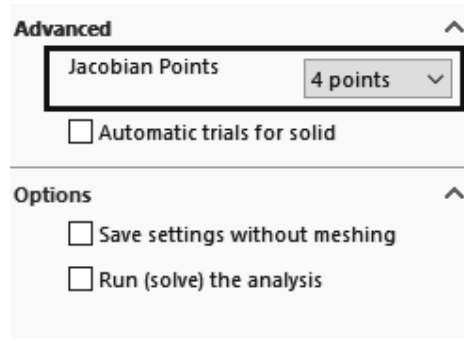 Advanced
Jacobian Points
4 points
Automatic trials for solid
Options
Save settings without meshing
Run (solve) the analysis